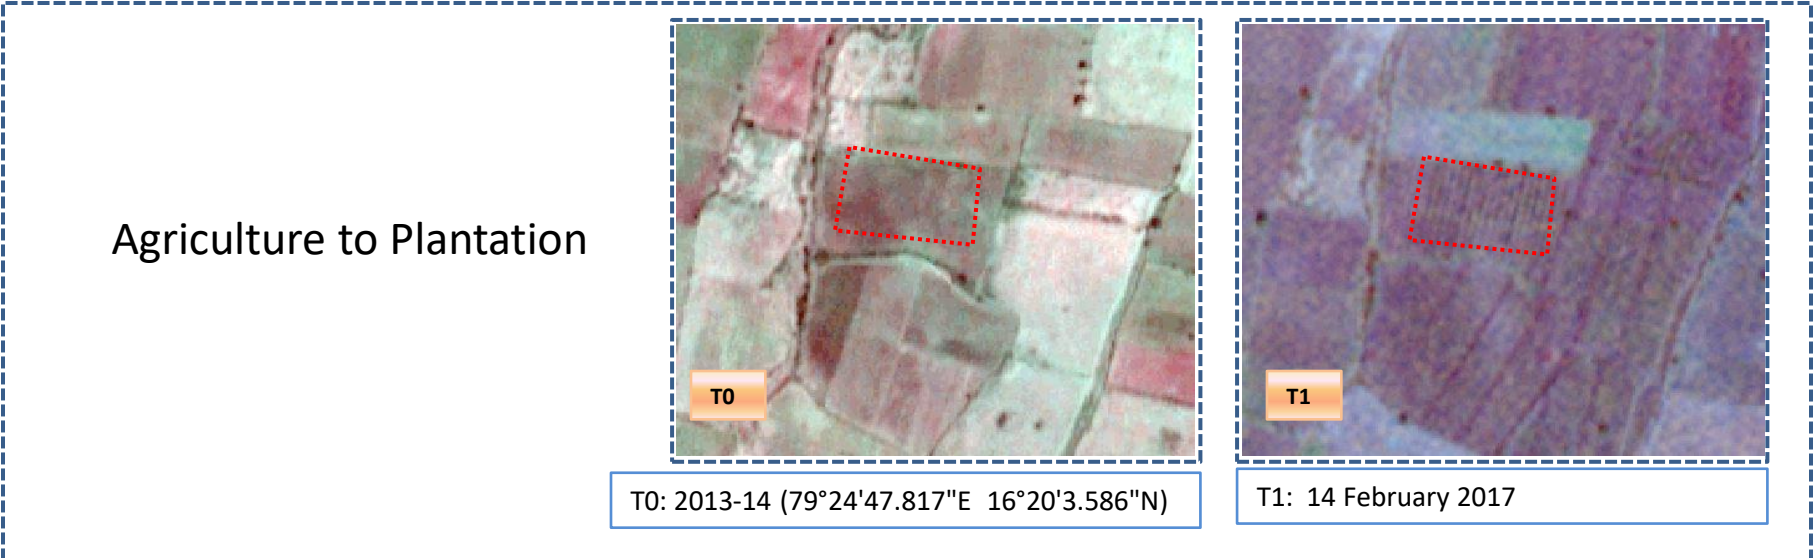 Agriculture to Plantation
T0
T1
T0: 2013-14 (79°24'47.817"E  16°20'3.586"N)
T1:  14 February 2017